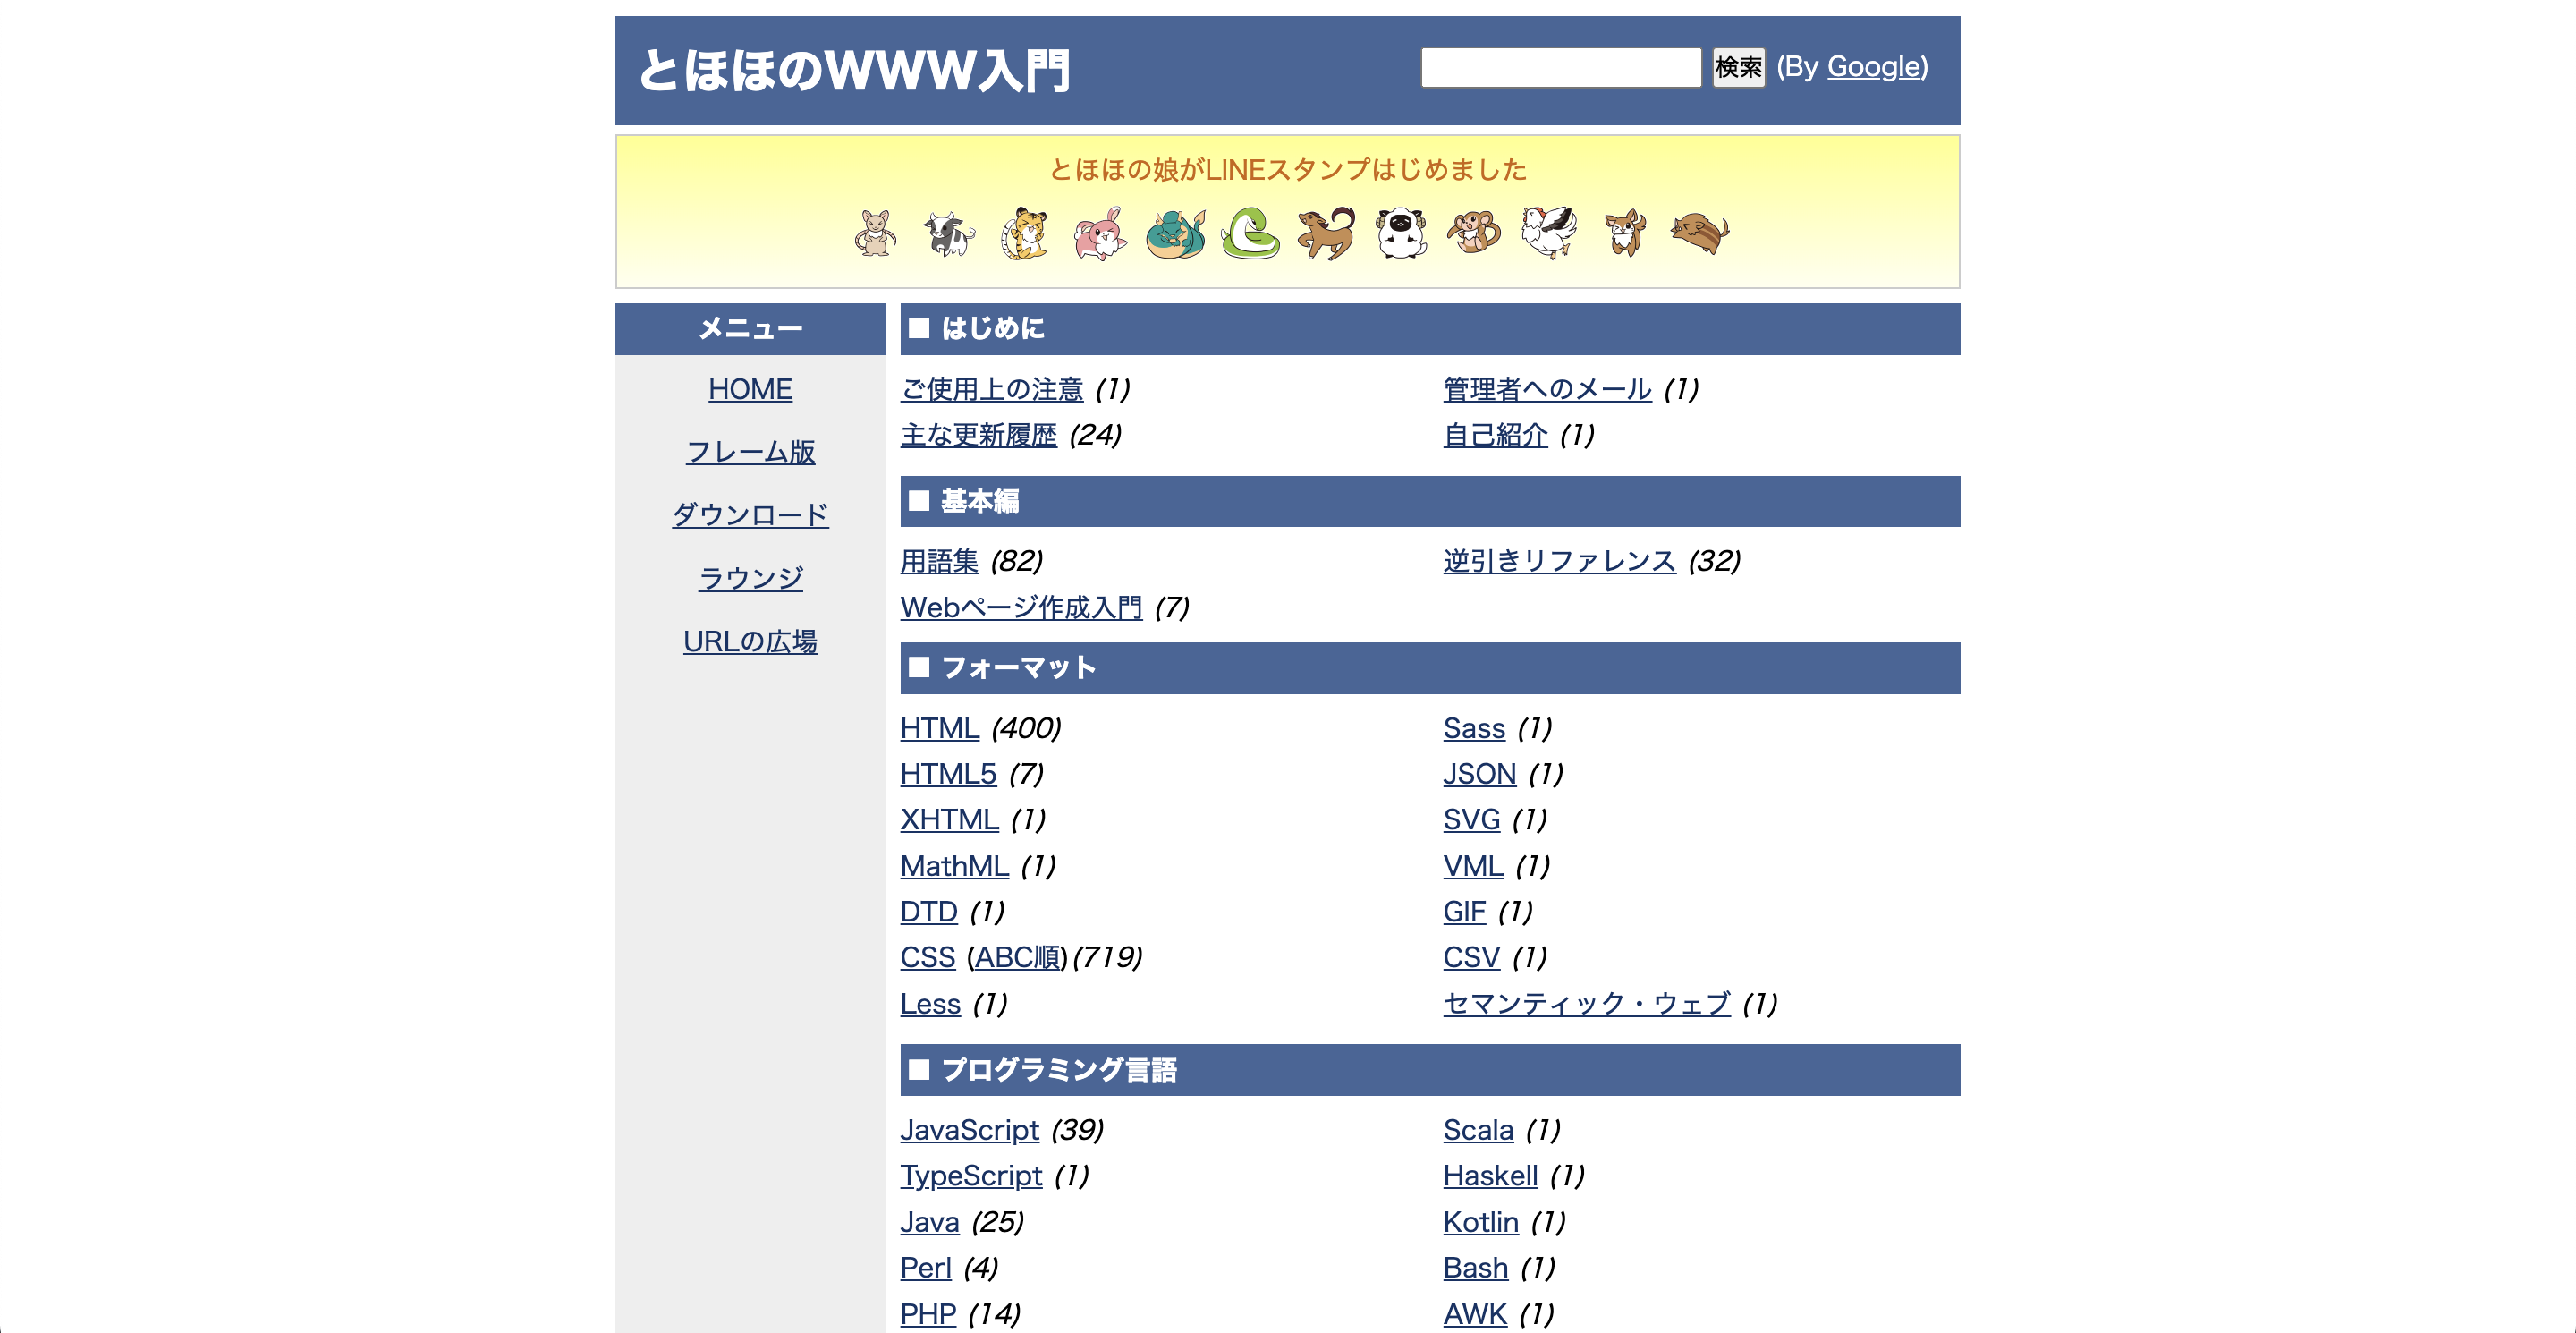 とほほのWWW入門
検索 (By Google)
とほほの娘がLINEスタンプはじめました
メニュー
HOME
フレーム版
ダウンロード
ラウンジ
URLの広場
■ はじめに
ご使用上の注意 (1) 管理者へのメール (1)
主な更新履歴 (24) 自己紹介 (1)
■ 基本編
用語集 (82) 逆引きリファレンス (32)
Webページ作成入門 (7)
■ フォーマット
HTML (400) Sass (1)
HTML5 (7) JSON (1)
XHTML (1) SVG (1)
MathML (1) VML (1)
DTD (1) GIF (1)
CSS (ABC順)(719) CSV (1)
Less (1) セマンティック・ウェブ (1)
■ プログラミング言語
JavaScript (39) Scala (1)
TypeScript (1) Haskell (1)
Java (25) Kotlin (1)
Perl (4) Bash (1)
PHP (14) AWK (1)